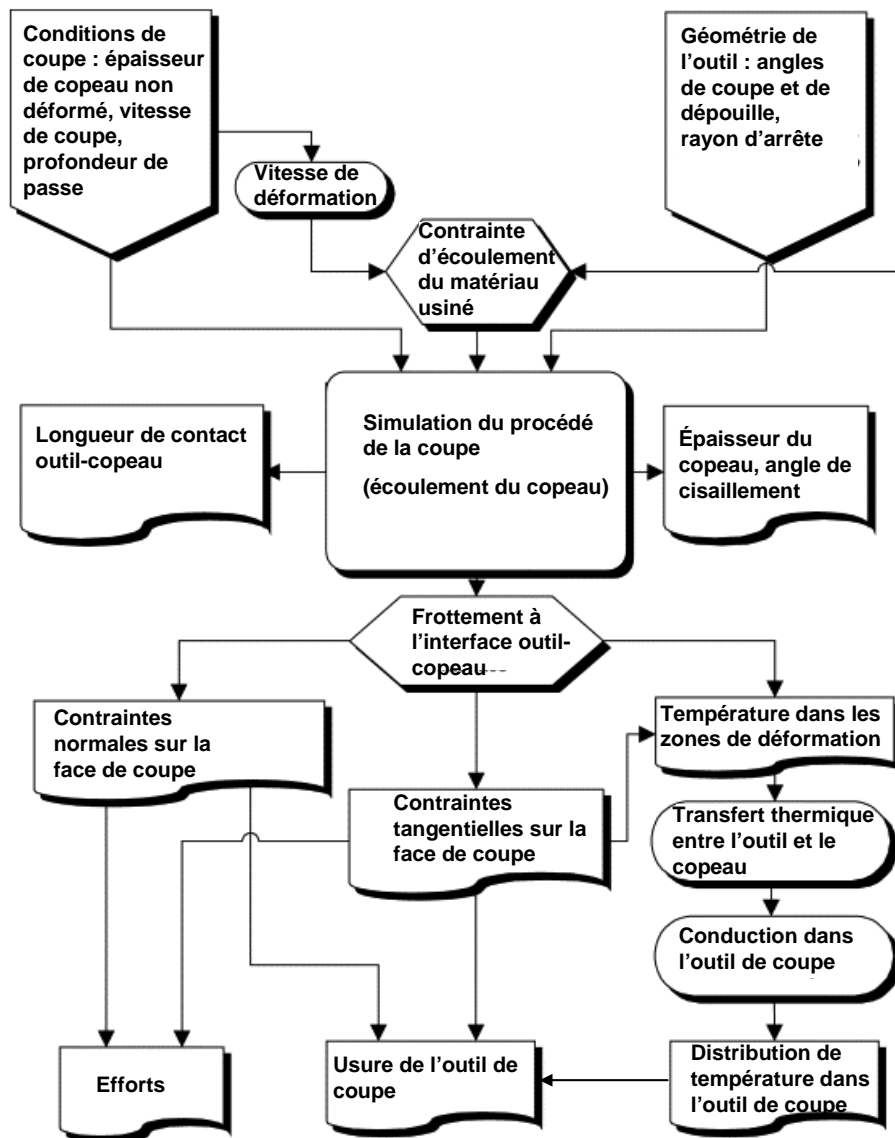 Conditions de
coupe : épaisseur
de copeau non
déformé, vitesse
de coupe,
profondeur de
passe
Géométrie de
l’outil : angles
de coupe et de
dépouille,
rayon d’arrête
Vitesse de
déformation
Contrainte
d’écoulement
du matériau
usiné
Simulation du procédé
de la coupe
(écoulement du copeau)
Longueur de contact
outil-copeau
Épaisseur du
copeau, angle de
cisaillement
Frottement à
l’interface outil-
copeau
Contraintes
normales sur la
face de coupe
Température dans les
zones de déformation
Contraintes
tangentielles sur la
face de coupe
Transfert thermique
entre l’outil et le
copeau
Conduction dans
l’outil de coupe
Efforts
Usure de l’outil de
coupe
Distribution de
température dans
l’outil de coupe